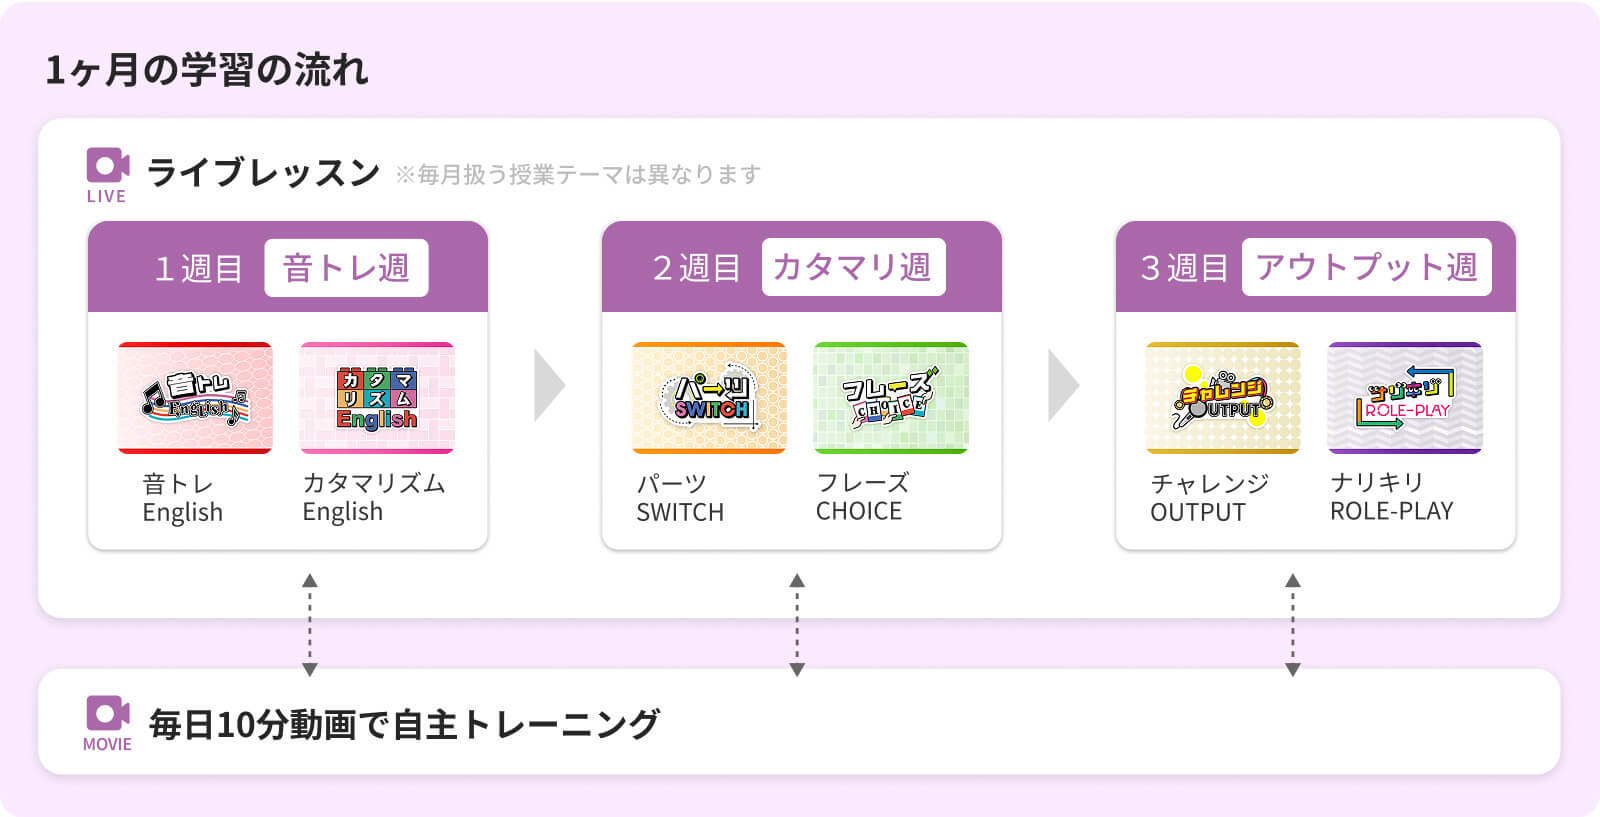 1ヶ月の学習の流れ
LIVE
ライブレッスン ※毎月扱う授業テーマは異なります
１週目 音トレ週
音トレ
English
カタマ
リズム
English
音トレ
English
カタマリズム
English
２週目 カタマリ週
パーツ
SWITCH
フレーズ
CHOICE
パーツ
SWITCH
フレーズ
CHOICE
３週目 アウトプット週
チャレンジ
OUTPUT
ナリキリ
ROLE-PLAY
チャレンジ
OUTPUT
ナリキリ
ROLE-PLAY
MOVIE
毎日10分動画で自主トレーニング